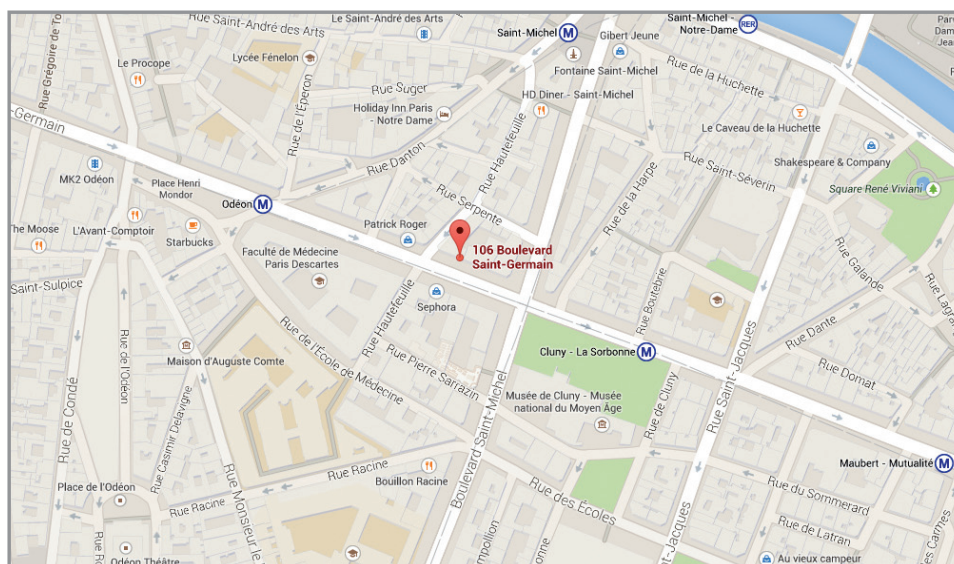 Rue Saint-André des Arts
Le Saint-André des Arts
Saint-Michel
M
Gibert Jeune
Saint-Michel -
Notre-Dame
RER
Rue Grégoire de To
Le Procope
Lycée Fénelon
Fontaine Saint-Michel
Rue de la Huchette
Rue Suger
HD Diner - Saint-Michel
Rue de l'Éperon
Holiday Inn Paris
- Notre Dame
Le Caveau de la Huchette
Germain
Rue Hautefeuille
Rue Danton
Rue Saint-Séverin
Shakespeare & Company
MK2 Odéon
Place Henri
Mondor
Rue Serpente
Rue de la Harpe
Square René Viviani
Odéon
M
Patrick Roger
The Moose
L'Avant-Comptoir
Starbucks
Faculté de Médecine
Paris Descartes
106 Boulevard
Saint-Germain
Rue Galande
Saint-Sulpice
Sephora
Rue Boutebrie
Rue Lagra
Rue Hautefeuille
Rue de l'École de Médecine
Rue Dante
Maison d'Auguste Comte
Rue de l'Odéon
Rue Pierre Sarrazin
Cluny - La Sorbonne
M
Rue Saint-Jacques
Rue Domat
Rue de Condé
Rue Casimir Delavigne
Boulevard Saint-Michel
Musée de Cluny - Musée
national du Moyen Âge
Rue de Cluny
Maubert - Mutualité
M
Rue Racine
Bouillon Racine
Place de l'Odéon
Rue Racine
Rue Monsieur le
Rue des Écoles
Rue du Sommerard
Rue de Latran
Odéon Théâtre
Au vieux campeur